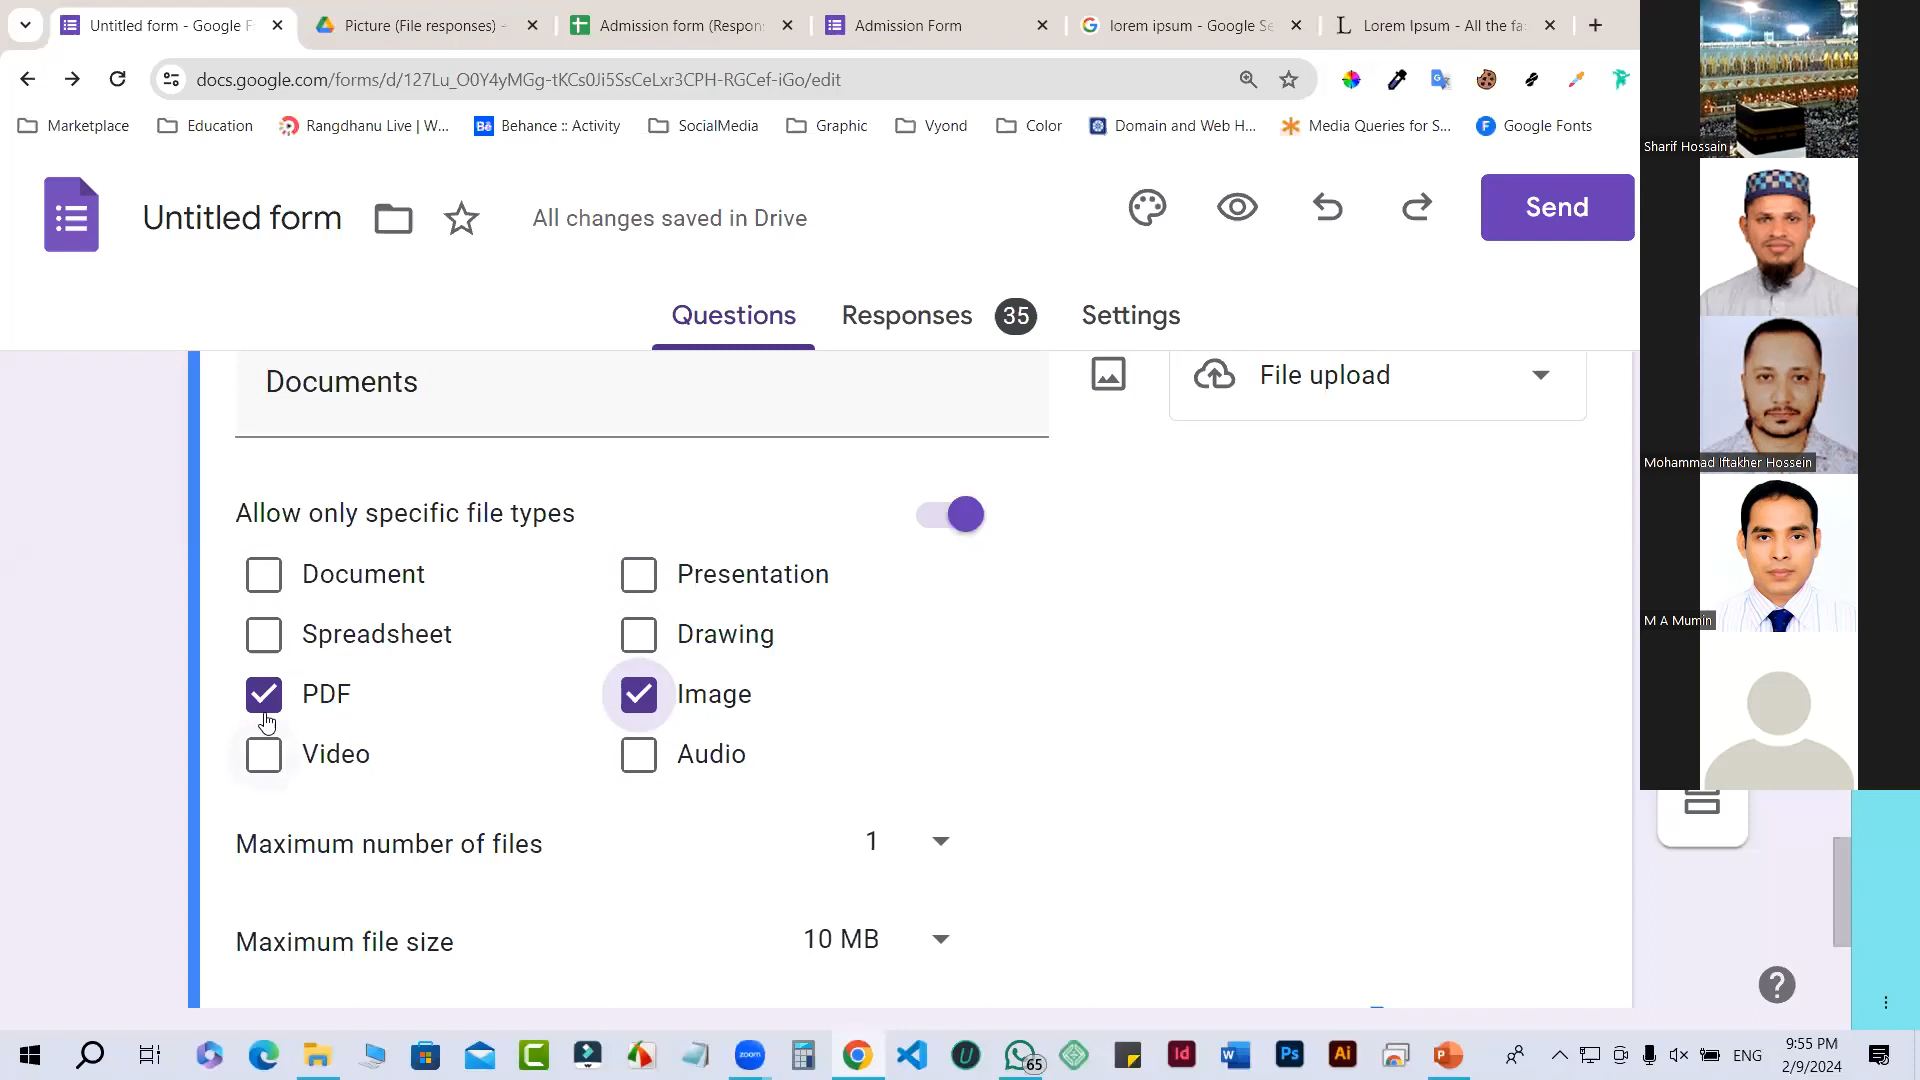 Untitled form - Google F
Picture (File responses) -
Admission form (Respon
Admission Form
lorem ipsum - Google Se
Lorem Ipsum - All the fa
docs.google.com/forms/d/127Lu_O0Y4yMGg-tKCs0Ji5SsCeLxr3CPH-RGCef-iGo/edit
Marketplace
Education
Rangdhanu Live | W...
Behance :: Activity
SocialMedia
Graphic
Vyond
Color
Domain and Web H...
Media Queries for S...
Google Fonts
Sharif Hossain
Untitled form
All changes saved in Drive
Send
Questions
Responses 35
Settings
Documents
File upload
Mohammad Iftakher Hossein
Allow only specific file types
Document
Presentation
Spreadsheet
Drawing
M A Mumin
PDF
Image
Video
Audio
Maximum number of files
1
Maximum file size
10 MB
zoom
65
Id
Ps
Ai
ENG
9:55 PM
2/9/2024